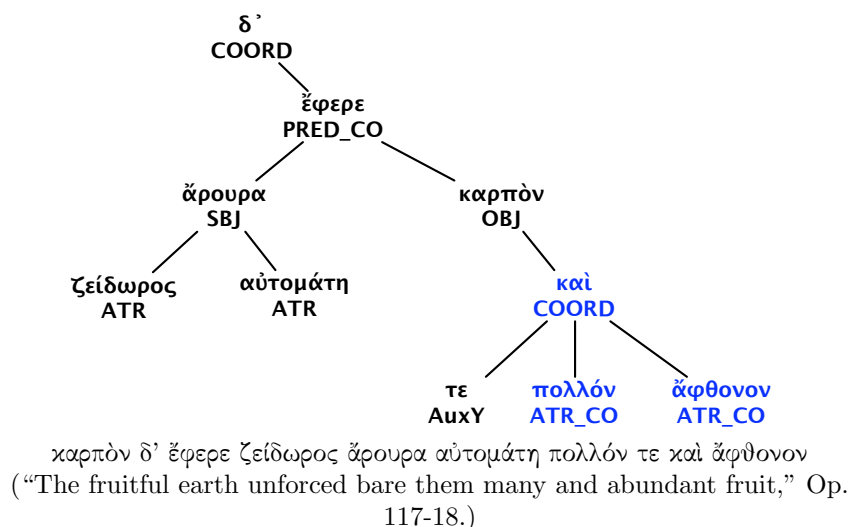 δ᾽
COORD
ἔφερε
PRED_CO
ἄρουρα καρπὸν
SBJ OBJ
ζείδωρος αὐτομάτη καὶ
ATR ATR COORD
τε πολλόν ἄφθονον
AuxY ATR_CO ATR_CO
καρπὸν δ’ ἔφερε ζείδωρος ἄρουρα αὐτομάτη πολλόν τε καὶ ἄφθονον
(“The fruitful earth unforced bare them many and abundant fruit,” Op.
117-18.)